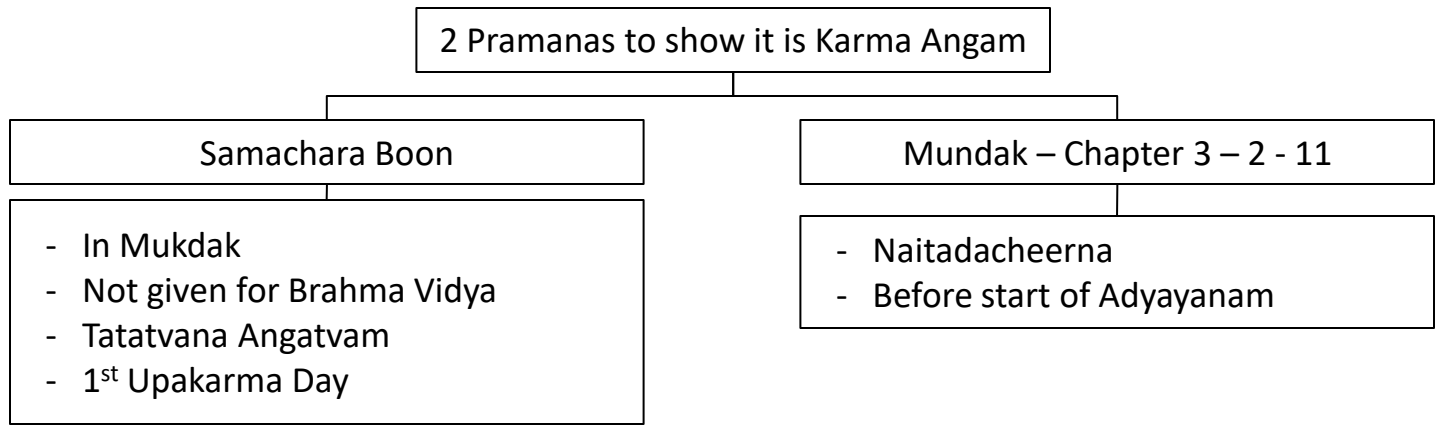 2 Pramanas to show it is Karma Angam
Samachara Boon
- In Mukdak
- Not given for Brahma Vidya
- Tatatvana Angatvam
- 1st Upakarma Day
Mundak – Chapter 3 – 2 - 11
- Naitadacheerna
- Before start of Adyayanam